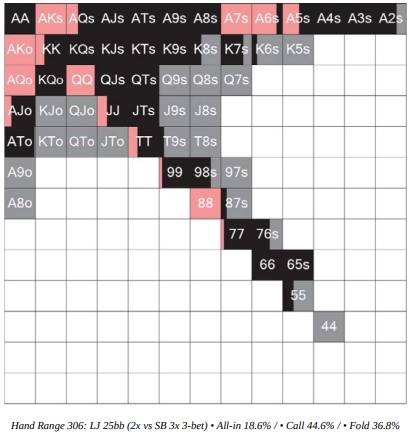 AA AKs AQs AJs ATs A9s A8s A7s A6s A5s A4s A3s A2s
AKo KK KQs KJs KTs K9s K8s K7s K6s K5s
AQo KQo QQ QJs QTs Q9s Q8s Q7s
AJo KJo QJo JJ JTs J9s J8s
ATo KTo QTo JTo TT T9s T8s
A9o 99 98s 97s
A8o 88 87s
77 76s
66 65s
55
44
Hand Range 306: LJ 25bb (2x vs SB 3x 3-bet) • All-in 18.6% / • Call 44.6% / • Fold 36.8%